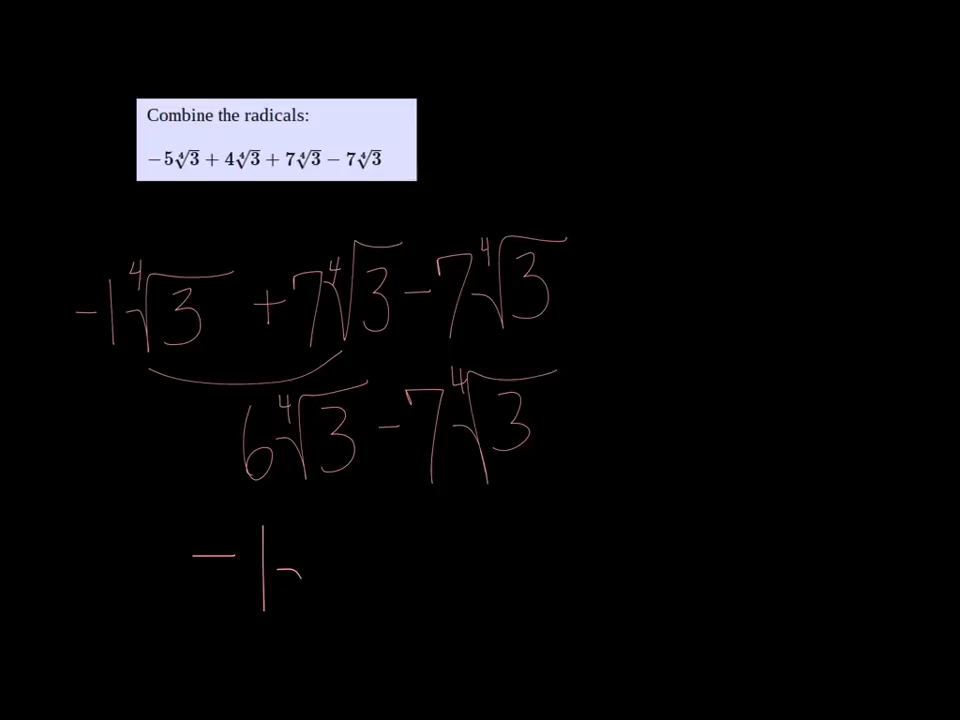 Combine the radicals:
−5∜3 + 4∜3 + 7∜3 − 7∜3
−1∜3 + 7∜3 − 7∜3
6∜3 − 7∜3
−1